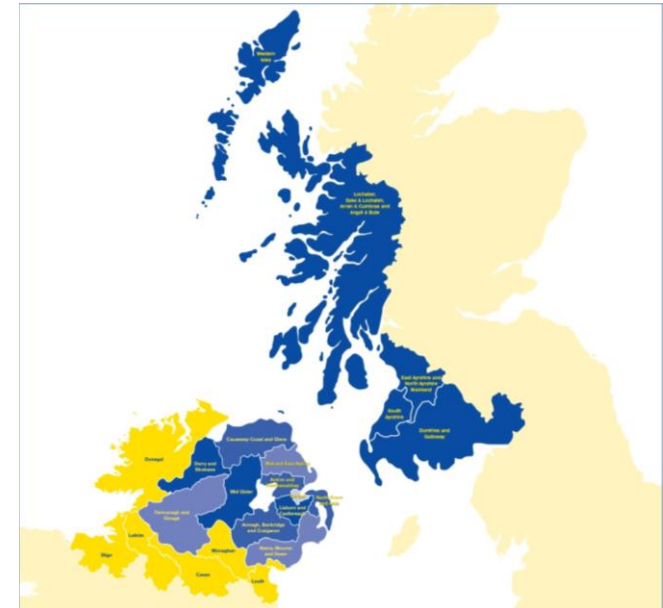 Western
Isles
Lochaber,
Skye & Lochalsh,
Arran & Cumbrae and
Argyll & Bute
East Ayrshire and
North Ayrshire
Mainland
South
Ayrshire
Dumfries and
Galloway
Causeway Coast and Glens
Donegal
Derry and
Strabane
Mid and East Antrim
Antrim and
Newtownabbey
Mid Ulster
Fermanagh and
Omagh
Lisburn and
Castlereagh
Armagh, Banbridge
and Craigavon
Newry, Mourne
and Down
Leitrim
Sligo
Monaghan
Cavan
Louth